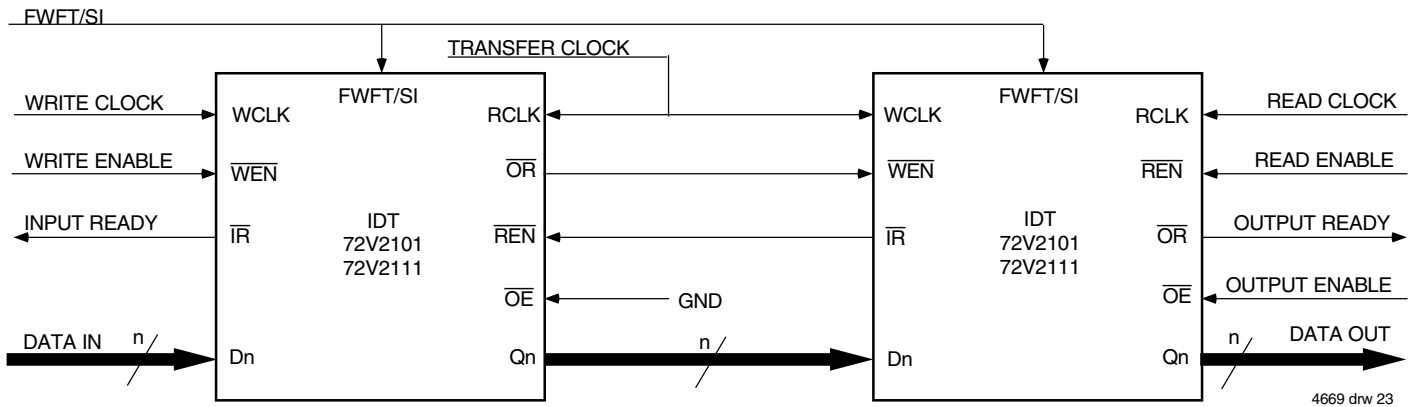 FWFT/SI
TRANSFER CLOCK
FWFT/SI
FWFT/SI
WRITE CLOCK
WCLK
RCLK
WCLK
RCLK
READ CLOCK
WRITE ENABLE
WEN
OR
WEN
REN
READ ENABLE
INPUT READY
IR
IDT
72V2101
72V2111
REN
IR
IDT
72V2101
72V2111
OR
OUTPUT READY
OE
GND
OE
OUTPUT ENABLE
DATA IN
n
Dn
Qn
n
Dn
Qn
n
DATA OUT
4669 drw 23